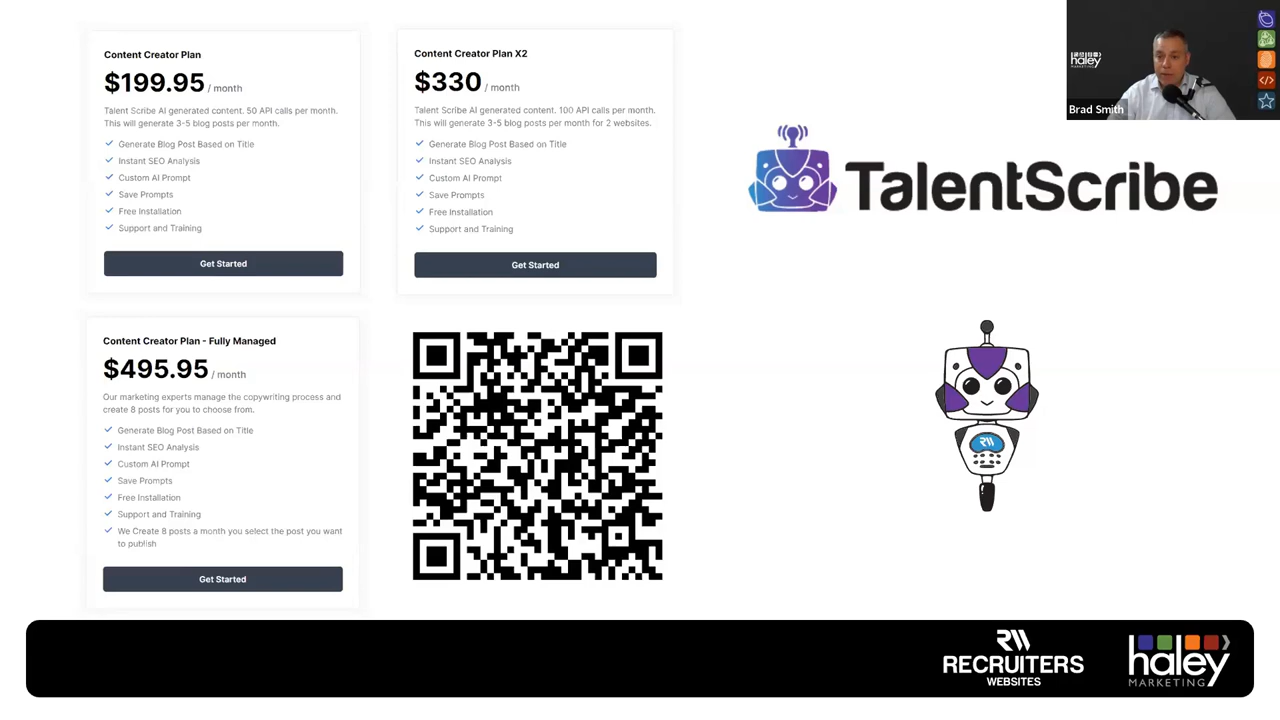 Content Creator Plan
$199.95 / month
Talent Scribe AI generated content. 50 API calls per month.
This will generate 3-5 blog posts per month.
Generate Blog Post Based on Title
Instant SEO Analysis
Custom AI Prompt
Save Prompts
Free Installation
Support and Training
Get Started
Content Creator Plan X2
$330 / month
Talent Scribe AI generated content. 100 API calls per month.
This will generate 3-5 blog posts per month for 2 websites.
Generate Blog Post Based on Title
Instant SEO Analysis
Custom AI Prompt
Save Prompts
Free Installation
Support and Training
Get Started
haley
MARKETING
Brad Smith
TalentScribe
Content Creator Plan - Fully Managed
$495.95 / month
Our marketing experts manage the copywriting process and
create 8 posts for you to choose from.
Generate Blog Post Based on Title
Instant SEO Analysis
Custom AI Prompt
Save Prompts
Free Installation
Support and Training
We Create 8 posts a month you select the post you want
to publish
Get Started
RW
RW
RECRUITERS
WEBSITES
haley
MARKETING